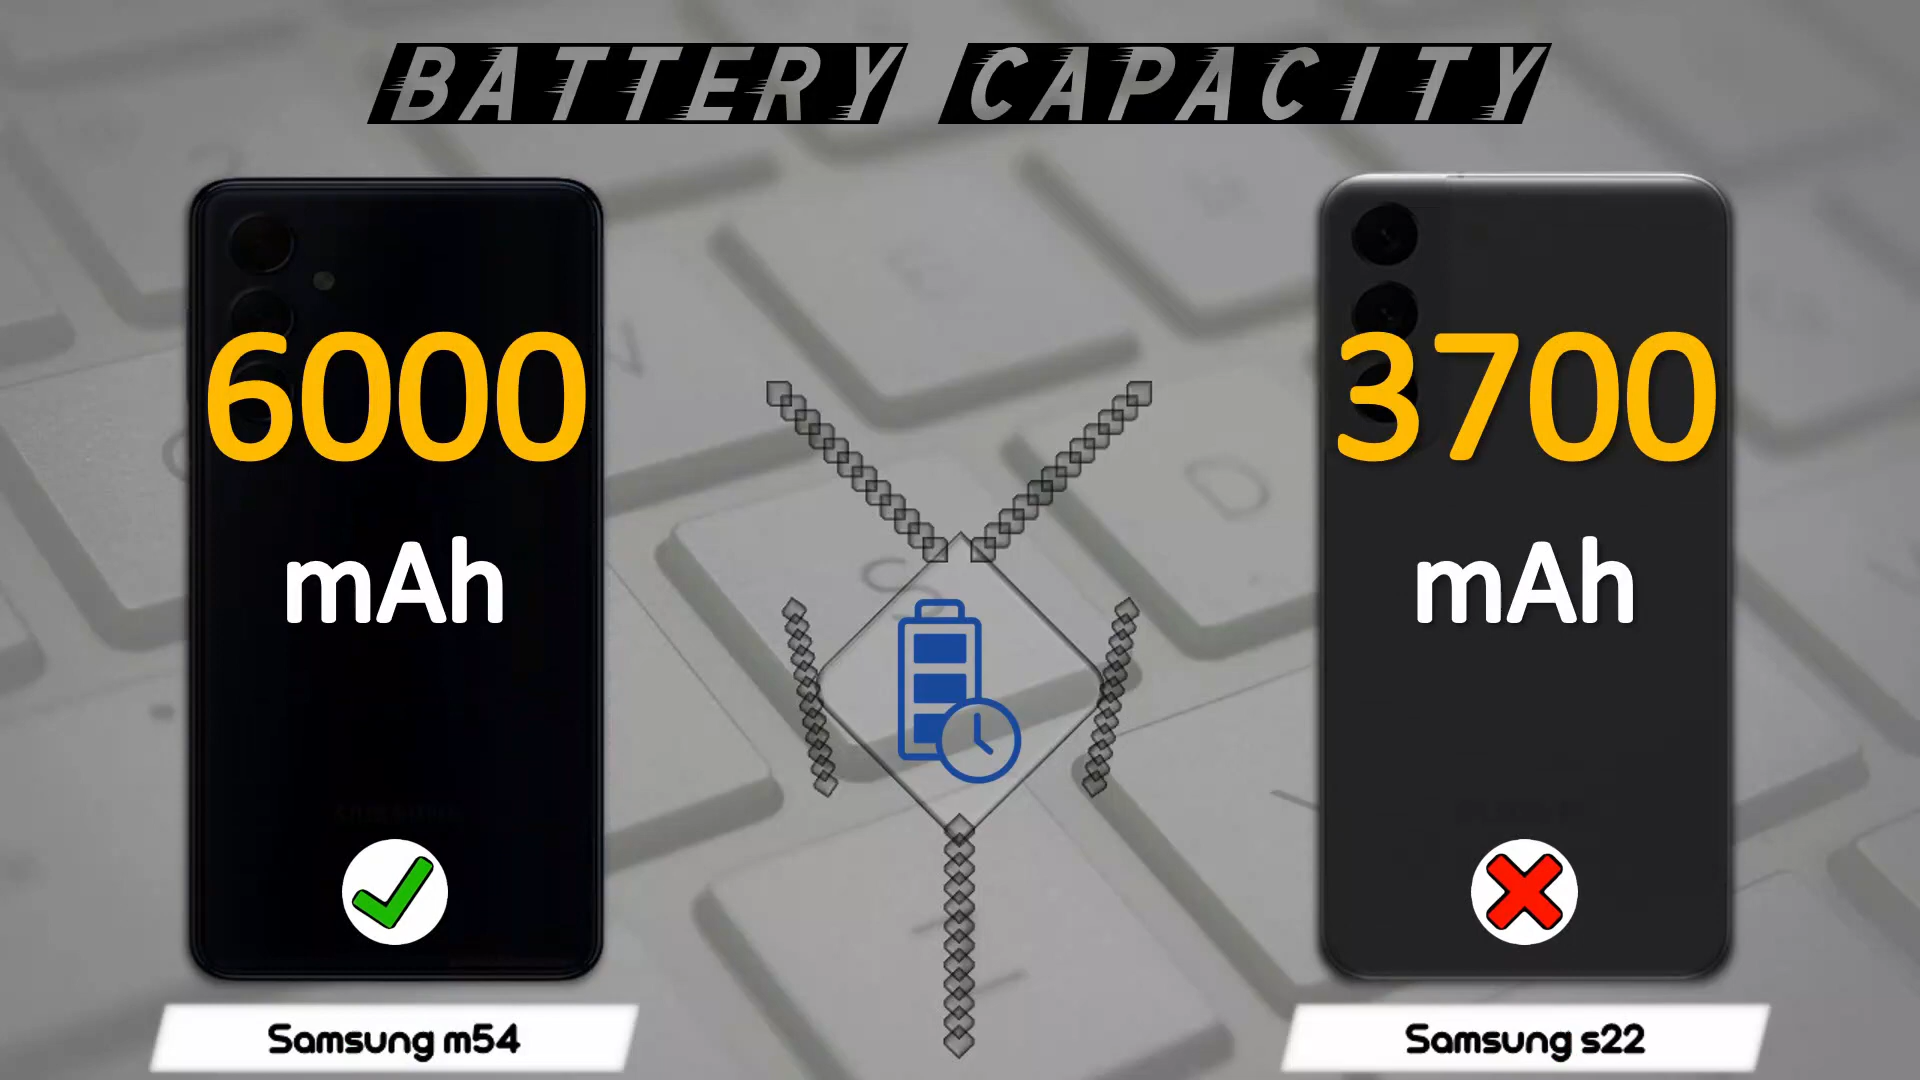 BATTERY CAPACITY
6000
mAh
3700
mAh
Samsung m54
Samsung s22